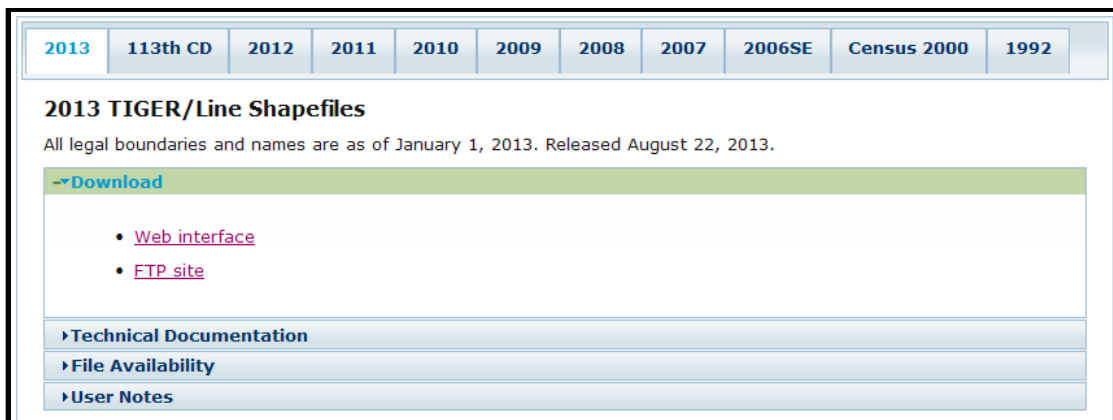 2013 113th CD 2012 2011 2010 2009 2008 2007 2006SE Census 2000 1992
2013 TIGER/Line Shapefiles
All legal boundaries and names are as of January 1, 2013. Released August 22, 2013.
Download
Web interface
FTP site
Technical Documentation
File Availability
User Notes